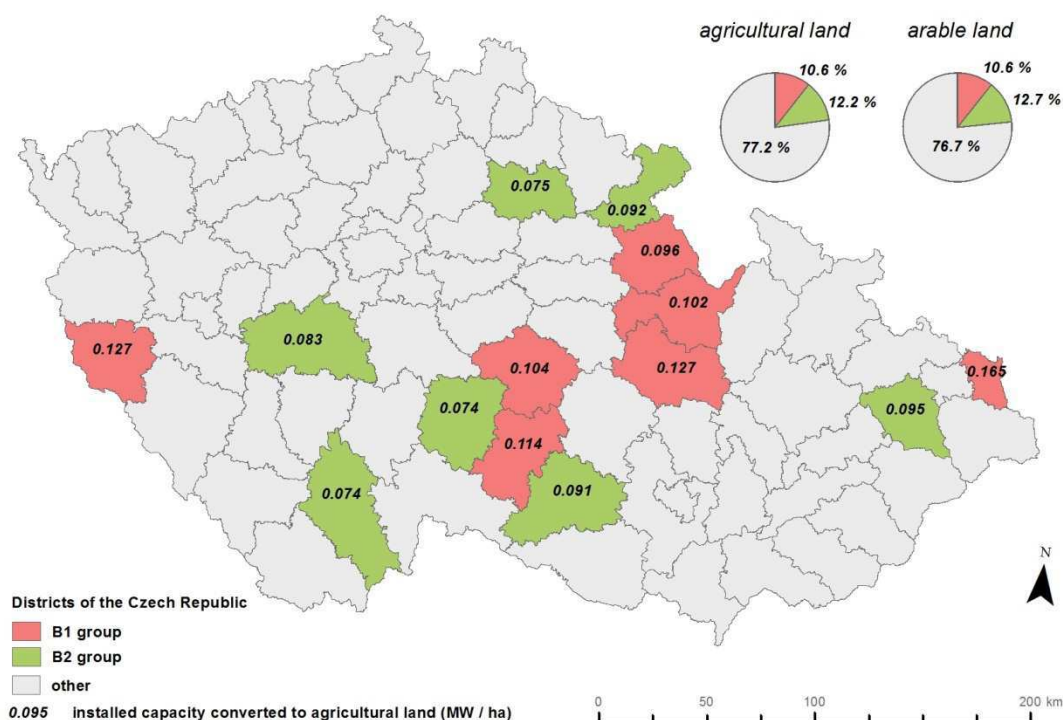 agricultural land arable land
10.6 % 10.6 %
12.2 % 12.7 %
77.2 % 76.7 %
0.075
0.092
0.096
0.102
0.083
0.127
0.104
0.127
0.165
0.074
0.095
0.114
0.074
0.091
N
Districts of the Czech Republic
B1 group
B2 group
other
0.095 installed capacity converted to agricultural land (MW / ha)
0 50 100 200 km